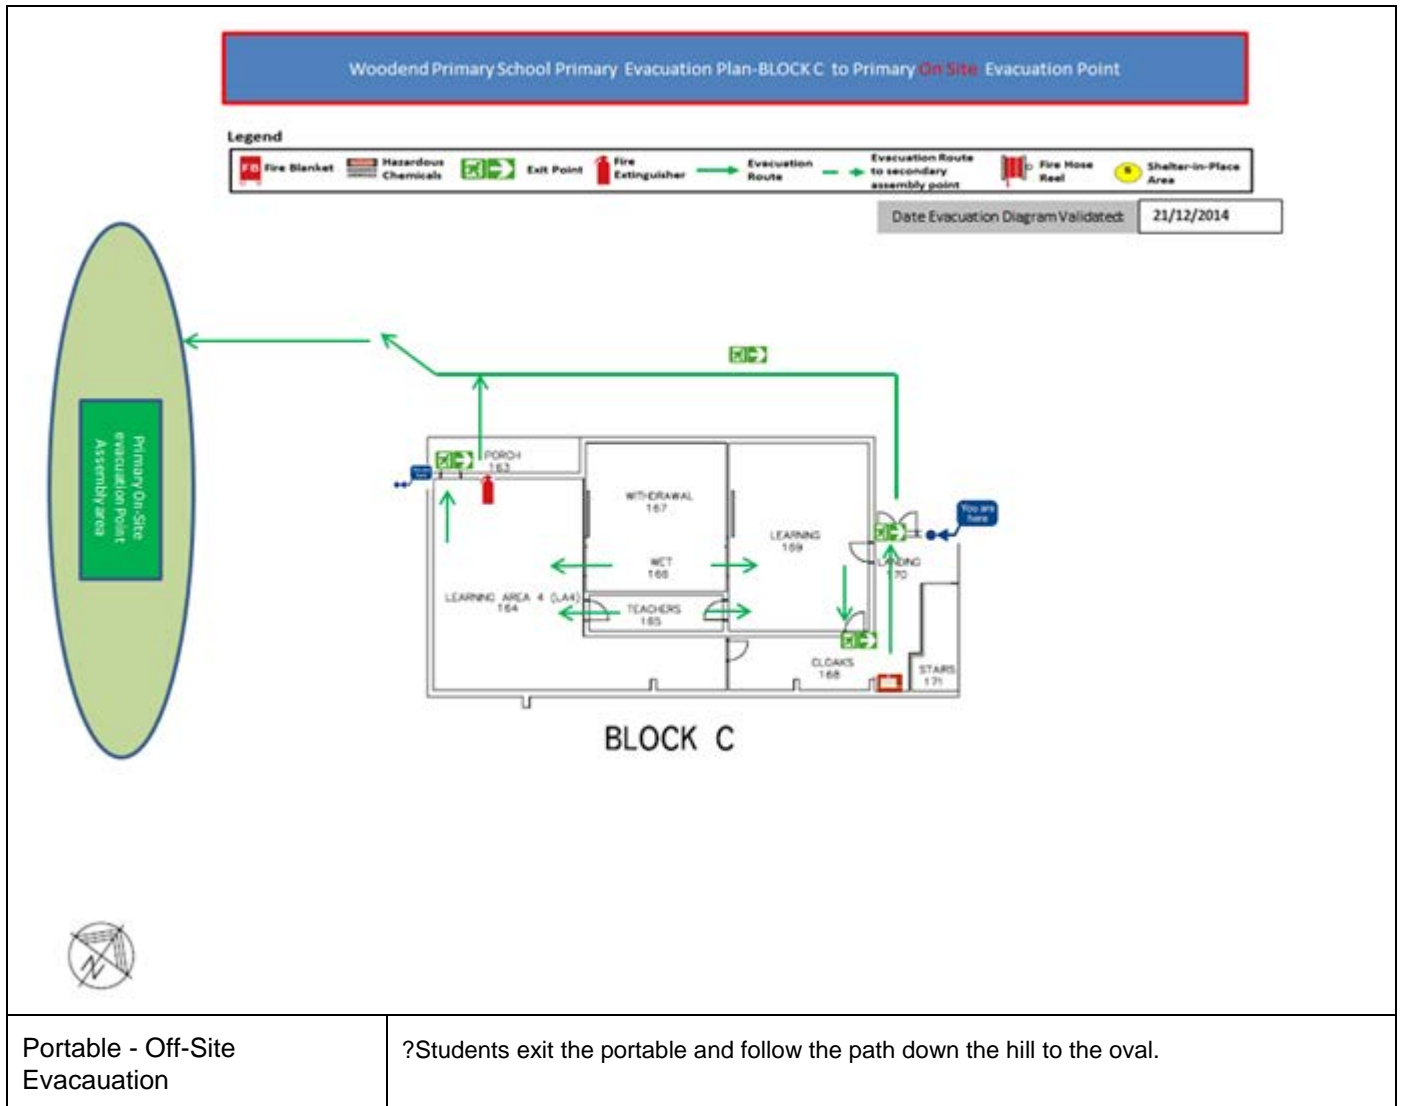 Woodend Primary School Primary Evacuation Plan-BLOCK C to Primary On Site Evacuation Point
Legend
FB Fire Blanket
Hazardous
Chemicals
Exit Point
Fire
Extinguisher
Evacuation
Route
Evacuation Route
to secondary
assembly point
Fire Hose
Reel
S
Shelter-in-Place
Area
Date Evacuation Diagram Validated: 21/12/2014
Primary On-Site
evacuation Point
Assembly area
PORCH
163
WITHDRAWAL
167
LEARNING
169
You are
here
WET
166
LANDING
170
LEARNING AREA 4 (LA4)
164
TEACHERS
165
CLOAKS
168
STAIRS
171
BLOCK C
N
Portable - Off-Site
Evacauation
?Students exit the portable and follow the path down the hill to the oval.